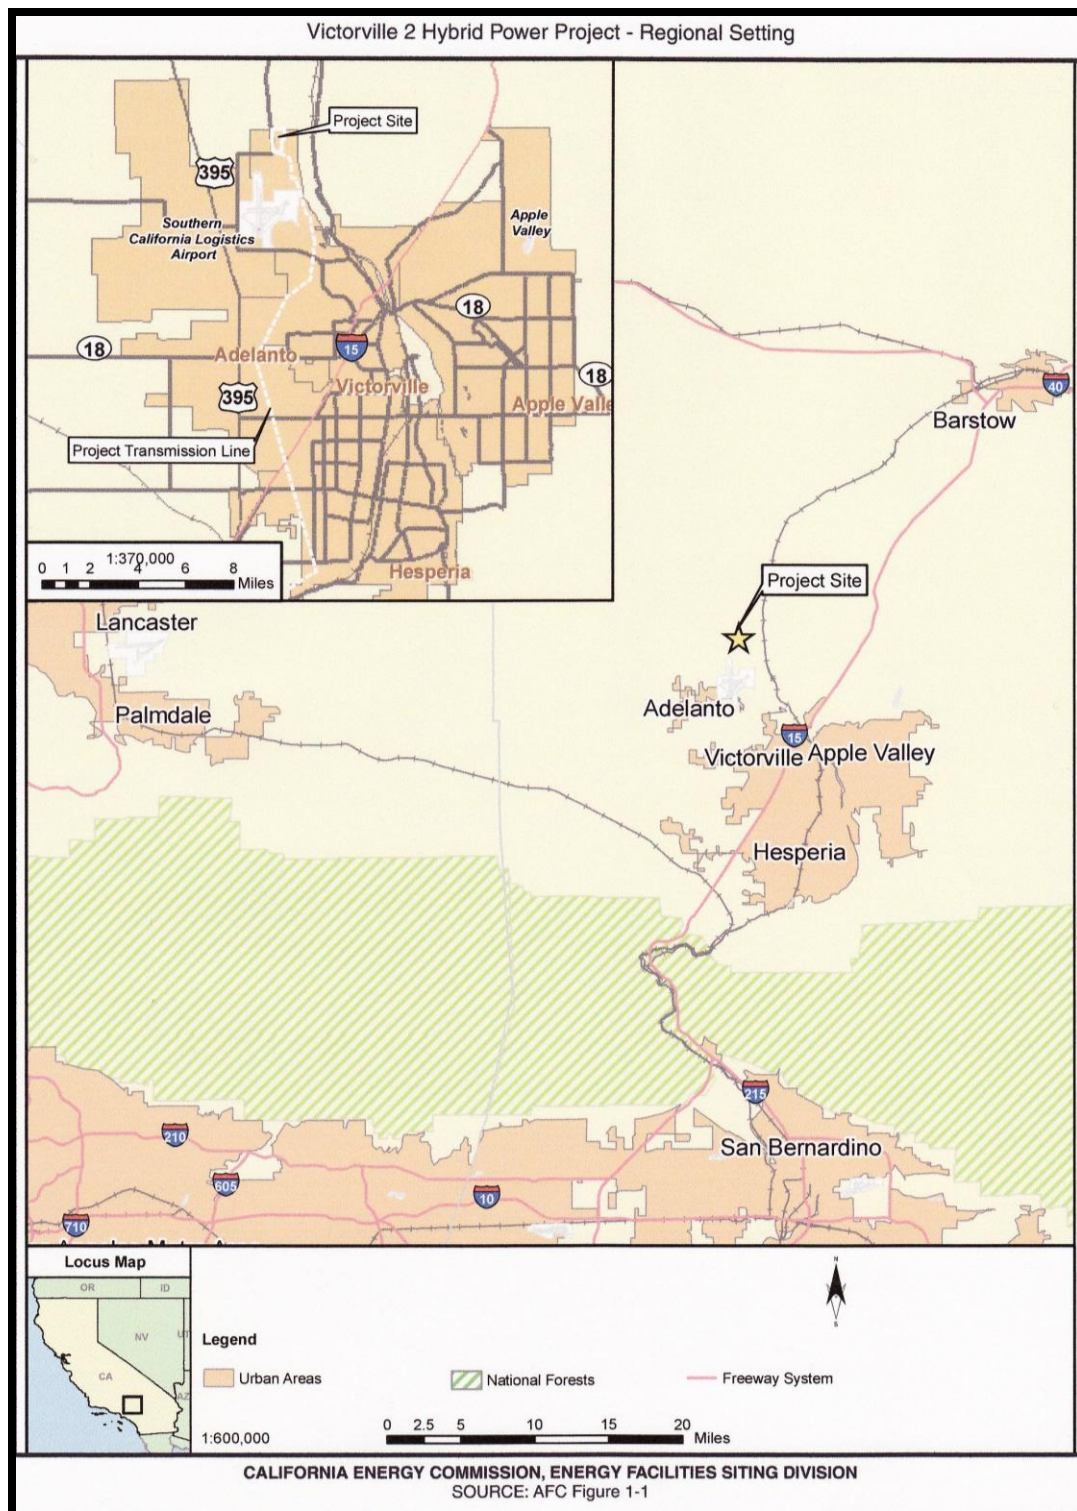 Victorville 2 Hybrid Power Project - Regional Setting
Project Site
395
Southern
California Logistics
Airport
Apple
Valley
18
18
15
Adelanto
18
395
Victorville
Apple Valle
Project Transmission Line
1:370,000
0 1 2 4 6 8
Miles
Hesperia
40
Barstow
Project Site
Lancaster
Palmdale
Adelanto
15
Victorville
Apple Valley
Hesperia
215
210
San Bernardino
605
10
710
Locus Map
OR
ID
NV
UT
CA
AZ
N
S
Legend
Urban Areas
National Forests
Freeway System
1:600,000
0 2.5 5 10 15 20
Miles
CALIFORNIA ENERGY COMMISSION, ENERGY FACILITIES SITING DIVISION
SOURCE: AFC Figure 1-1